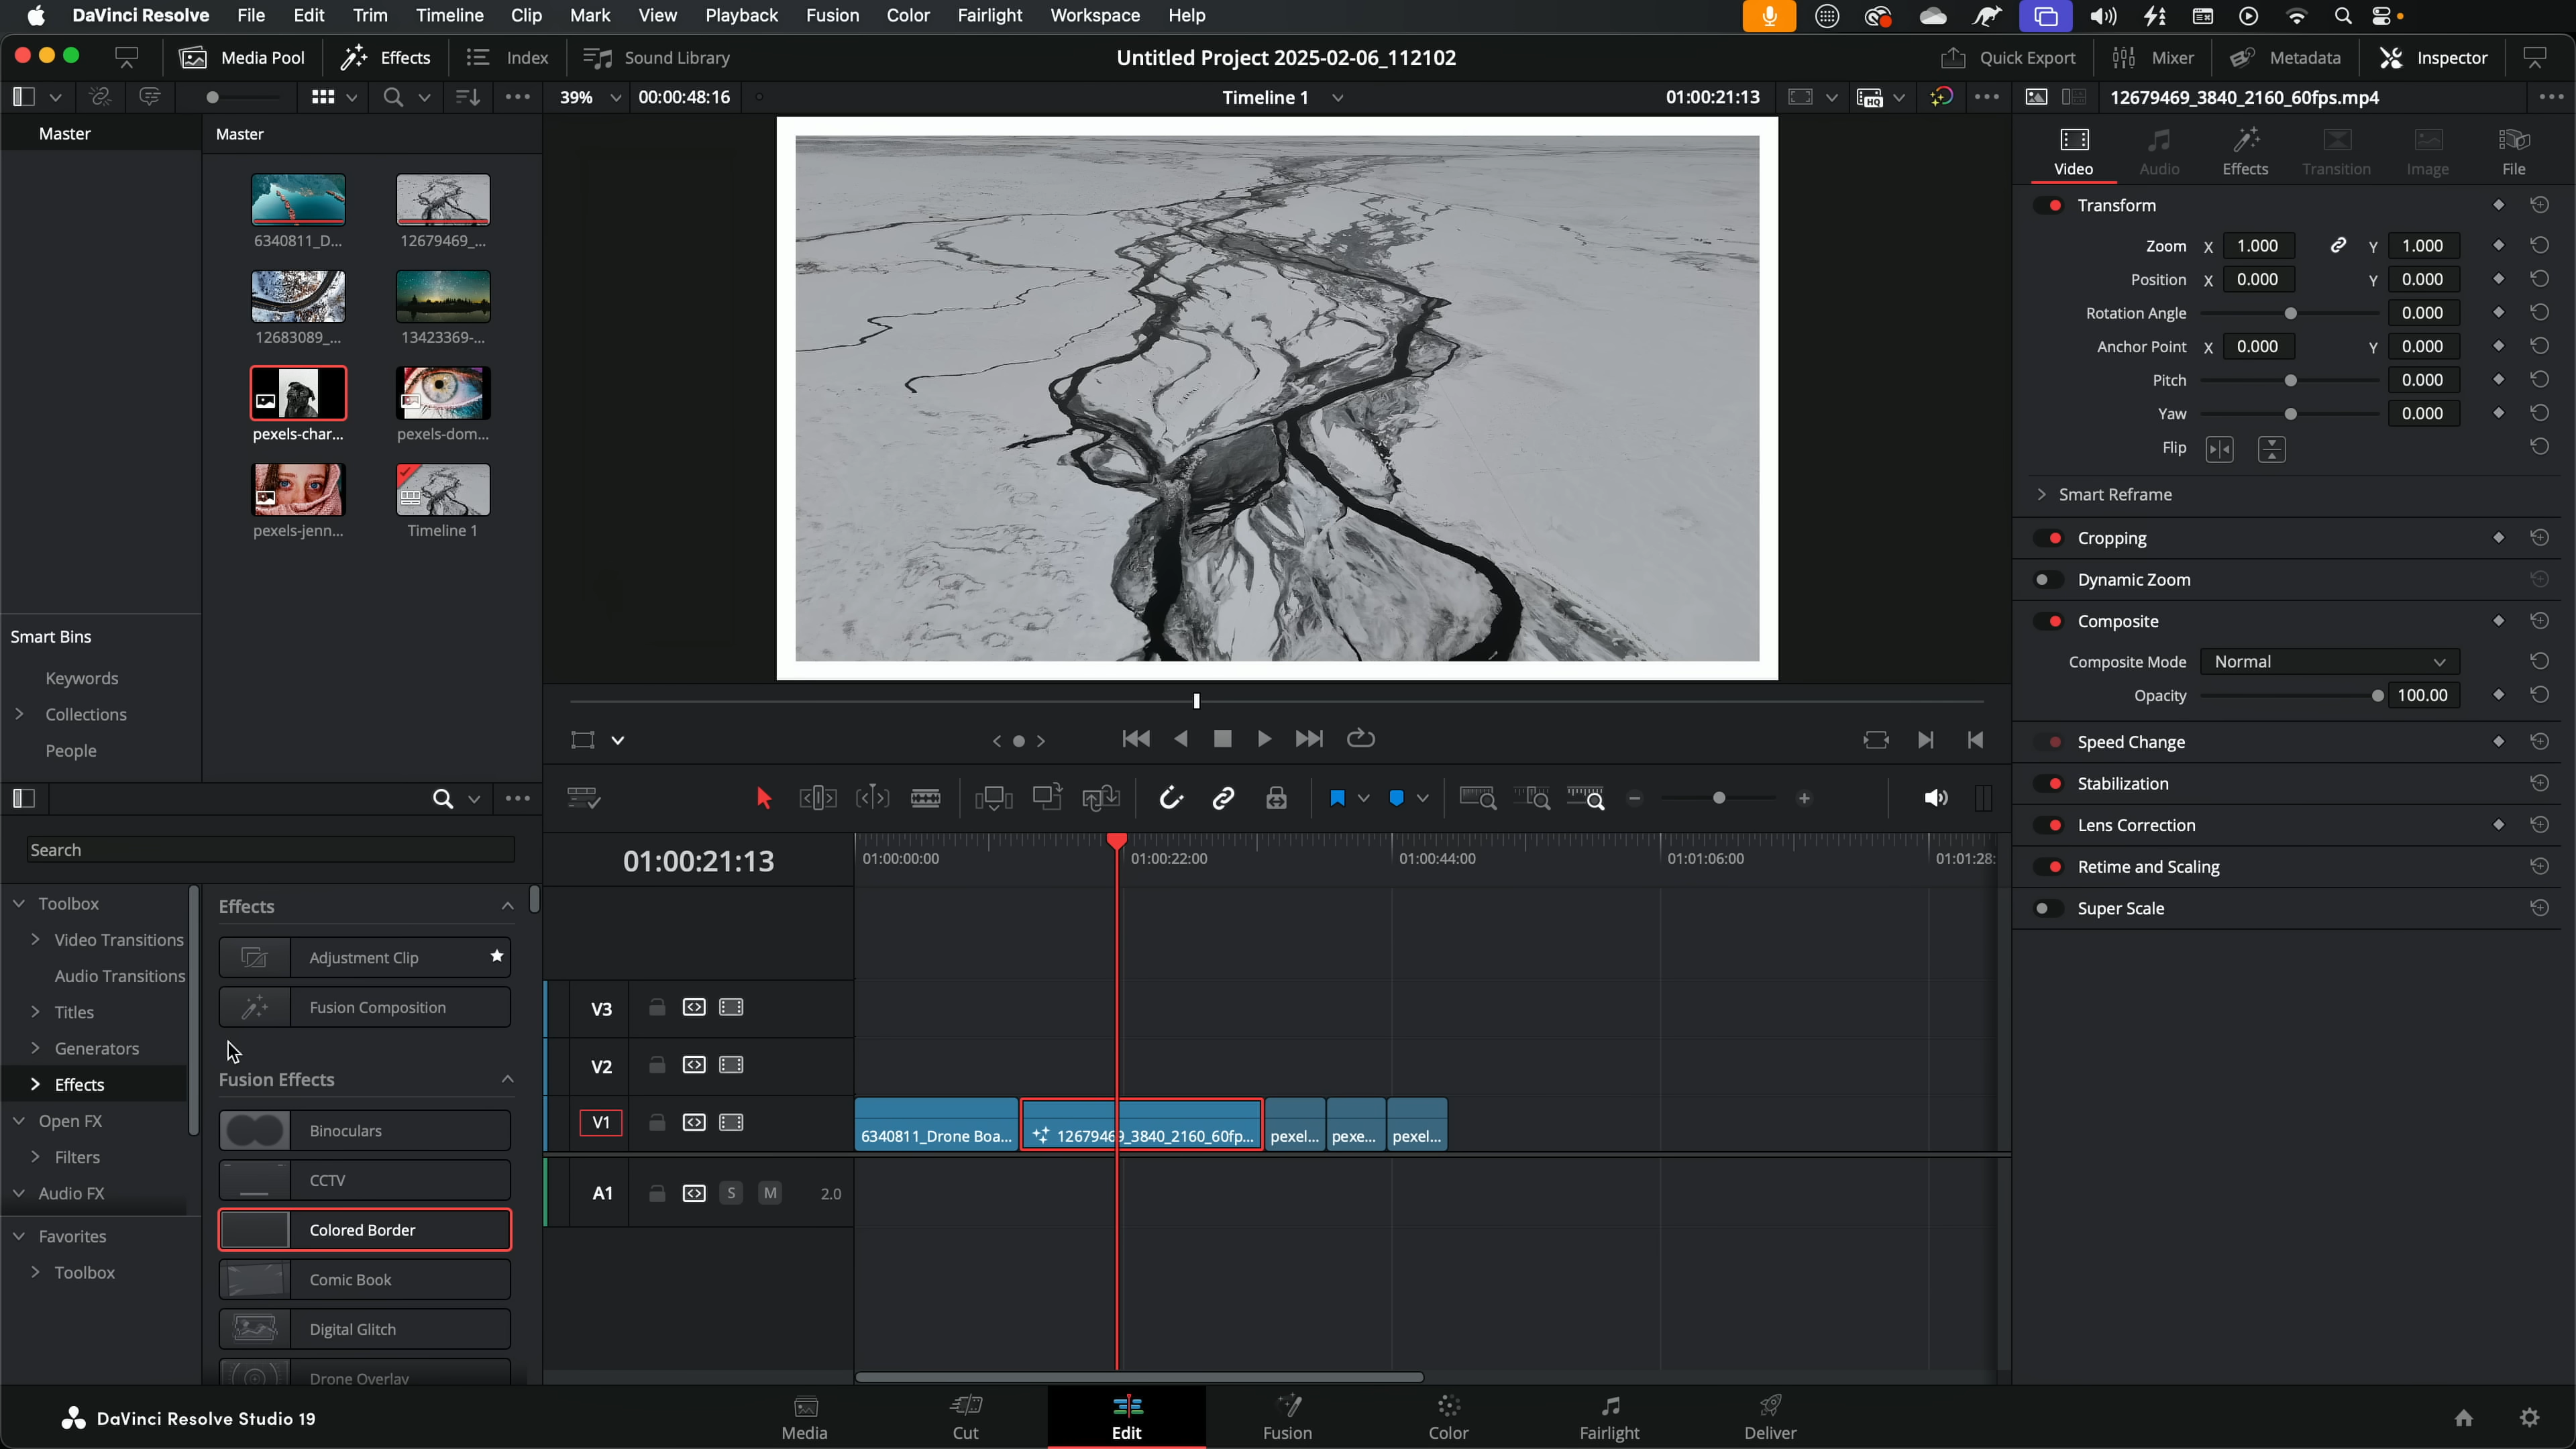 DaVinci Resolve File Edit Trim Timeline Clip Mark View Playback Fusion Color Fairlight Workspace Help
Media Pool Effects Index Sound Library Untitled Project 2025-02-06_112102 Quick Export Mixer Metadata Inspector
39% 00:00:48:16 Timeline 1 01:00:21:13 12679469_3840_2160_60fps.mp4
Master
Master
6340811_D... 12679469_...
12683089_... 13423369-...
pexels-char... pexels-dom...
pexels-jenn... Timeline 1
Smart Bins
Keywords
Collections
People
Video Audio Effects Transition Image File
Transform
Zoom X 1.000 Y 1.000
Position X 0.000 Y 0.000
Rotation Angle 0.000
Anchor Point X 0.000 Y 0.000
Pitch 0.000
Yaw 0.000
Flip
Smart Reframe
Cropping
Dynamic Zoom
Composite
Composite Mode Normal
Opacity 100.00
Speed Change
Stabilization
Lens Correction
Retime and Scaling
Super Scale
Search
Toolbox
Video Transitions
Audio Transitions
Titles
Generators
Effects
Open FX
Filters
Audio FX
Favorites
Toolbox
Effects
Adjustment Clip
Fusion Composition
Fusion Effects
Binoculars
CCTV
Colored Border
Comic Book
Digital Glitch
Drone Overlay
01:00:21:13
01:00:00:00 01:00:22:00 01:00:44:00 01:01:06:00 01:01:28:
V3
V2
V1
6340811_Drone Boa... 12679469_3840_2160_60fp... pexel... pexe... pexel...
A1 S M 2.0
DaVinci Resolve Studio 19
Media Cut Edit Fusion Color Fairlight Deliver